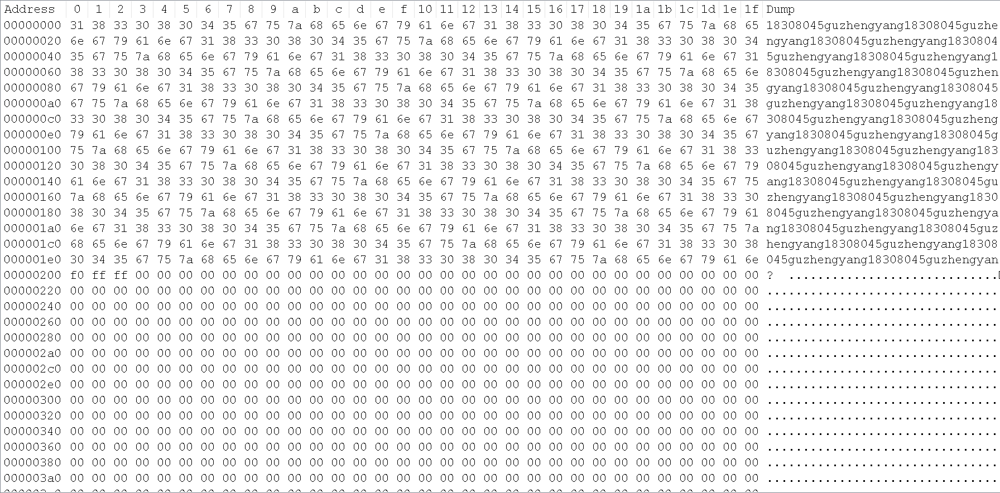 Address 0 1 2 3 4 5 6 7 8 9 a b c d e f 10 11 12 13 14 15 16 17 18 19 1a 1b 1c 1d 1e 1f Dump
00000000 31 38 33 30 38 30 34 35 67 75 7a 68 65 6e 67 79 61 6e 67 31 38 33 30 38 30 34 35 67 75 7a 68 65 18308045guzhengyang18308045guzhe
00000020 6e 67 79 61 6e 67 31 38 33 30 38 30 34 35 67 75 7a 68 65 6e 67 79 61 6e 67 31 38 33 30 38 30 34 ngyang18308045guzhengyang1830804
00000040 35 67 75 7a 68 65 6e 67 79 61 6e 67 31 38 33 30 38 30 34 35 67 75 7a 68 65 6e 67 79 61 6e 67 31 5guzhengyang18308045guzhengyang1
00000060 38 33 30 38 30 34 35 67 75 7a 68 65 6e 67 79 61 6e 67 31 38 33 30 38 30 34 35 67 75 7a 68 65 6e 8308045guzhengyang18308045guzhen
00000080 67 79 61 6e 67 31 38 33 30 38 30 34 35 67 75 7a 68 65 6e 67 79 61 6e 67 31 38 33 30 38 30 34 35 gyang18308045guzhengyang18308045
000000a0 67 75 7a 68 65 6e 67 79 61 6e 67 31 38 33 30 38 30 34 35 67 75 7a 68 65 6e 67 79 61 6e 67 31 38 guzhengyang18308045guzhengyang18
000000c0 33 30 38 30 34 35 67 75 7a 68 65 6e 67 79 61 6e 67 31 38 33 30 38 30 34 35 67 75 7a 68 65 6e 67 308045guzhengyang18308045guzheng
000000e0 79 61 6e 67 31 38 33 30 38 30 34 35 67 75 7a 68 65 6e 67 79 61 6e 67 31 38 33 30 38 30 34 35 67 yang18308045guzhengyang18308045g
00000100 75 7a 68 65 6e 67 79 61 6e 67 31 38 33 30 38 30 34 35 67 75 7a 68 65 6e 67 79 61 6e 67 31 38 33 uzhengyang18308045guzhengyang183
00000120 30 38 30 34 35 67 75 7a 68 65 6e 67 79 61 6e 67 31 38 33 30 38 30 34 35 67 75 7a 68 65 6e 67 79 08045guzhengyang18308045guzhengy
00000140 61 6e 67 31 38 33 30 38 30 34 35 67 75 7a 68 65 6e 67 79 61 6e 67 31 38 33 30 38 30 34 35 67 75 ang18308045guzhengyang18308045gu
00000160 7a 68 65 6e 67 79 61 6e 67 31 38 33 30 38 30 34 35 67 75 7a 68 65 6e 67 79 61 6e 67 31 38 33 30 zhengyang18308045guzhengyang1830
00000180 38 30 34 35 67 75 7a 68 65 6e 67 79 61 6e 67 31 38 33 30 38 30 34 35 67 75 7a 68 65 6e 67 79 61 8045guzhengyang18308045guzhengya
000001a0 6e 67 31 38 33 30 38 30 34 35 67 75 7a 68 65 6e 67 79 61 6e 67 31 38 33 30 38 30 34 35 67 75 7a ng18308045guzhengyang18308045guz
000001c0 68 65 6e 67 79 61 6e 67 31 38 33 30 38 30 34 35 67 75 7a 68 65 6e 67 79 61 6e 67 31 38 33 30 38 hengyang18308045guzhengyang18308
000001e0 30 34 35 67 75 7a 68 65 6e 67 79 61 6e 67 31 38 33 30 38 30 34 35 67 75 7a 68 65 6e 67 79 61 6e 045guzhengyang18308045guzhengyan
00000200 f0 ff ff 00 00 00 00 00 00 00 00 00 00 00 00 00 00 00 00 00 00 00 00 00 00 00 00 00 00 00 00 00 ? .............................
00000220 00 00 00 00 00 00 00 00 00 00 00 00 00 00 00 00 00 00 00 00 00 00 00 00 00 00 00 00 00 00 00 00 ................................
00000240 00 00 00 00 00 00 00 00 00 00 00 00 00 00 00 00 00 00 00 00 00 00 00 00 00 00 00 00 00 00 00 00 ................................
00000260 00 00 00 00 00 00 00 00 00 00 00 00 00 00 00 00 00 00 00 00 00 00 00 00 00 00 00 00 00 00 00 00 ................................
00000280 00 00 00 00 00 00 00 00 00 00 00 00 00 00 00 00 00 00 00 00 00 00 00 00 00 00 00 00 00 00 00 00 ................................
000002a0 00 00 00 00 00 00 00 00 00 00 00 00 00 00 00 00 00 00 00 00 00 00 00 00 00 00 00 00 00 00 00 00 ................................
000002c0 00 00 00 00 00 00 00 00 00 00 00 00 00 00 00 00 00 00 00 00 00 00 00 00 00 00 00 00 00 00 00 00 ................................
000002e0 00 00 00 00 00 00 00 00 00 00 00 00 00 00 00 00 00 00 00 00 00 00 00 00 00 00 00 00 00 00 00 00 ................................
00000300 00 00 00 00 00 00 00 00 00 00 00 00 00 00 00 00 00 00 00 00 00 00 00 00 00 00 00 00 00 00 00 00 ................................
00000320 00 00 00 00 00 00 00 00 00 00 00 00 00 00 00 00 00 00 00 00 00 00 00 00 00 00 00 00 00 00 00 00 ................................
00000340 00 00 00 00 00 00 00 00 00 00 00 00 00 00 00 00 00 00 00 00 00 00 00 00 00 00 00 00 00 00 00 00 ................................
00000360 00 00 00 00 00 00 00 00 00 00 00 00 00 00 00 00 00 00 00 00 00 00 00 00 00 00 00 00 00 00 00 00 ................................
00000380 00 00 00 00 00 00 00 00 00 00 00 00 00 00 00 00 00 00 00 00 00 00 00 00 00 00 00 00 00 00 00 00 ................................
000003a0 00 00 00 00 00 00 00 00 00 00 00 00 00 00 00 00 00 00 00 00 00 00 00 00 00 00 00 00 00 00 00 00 ................................